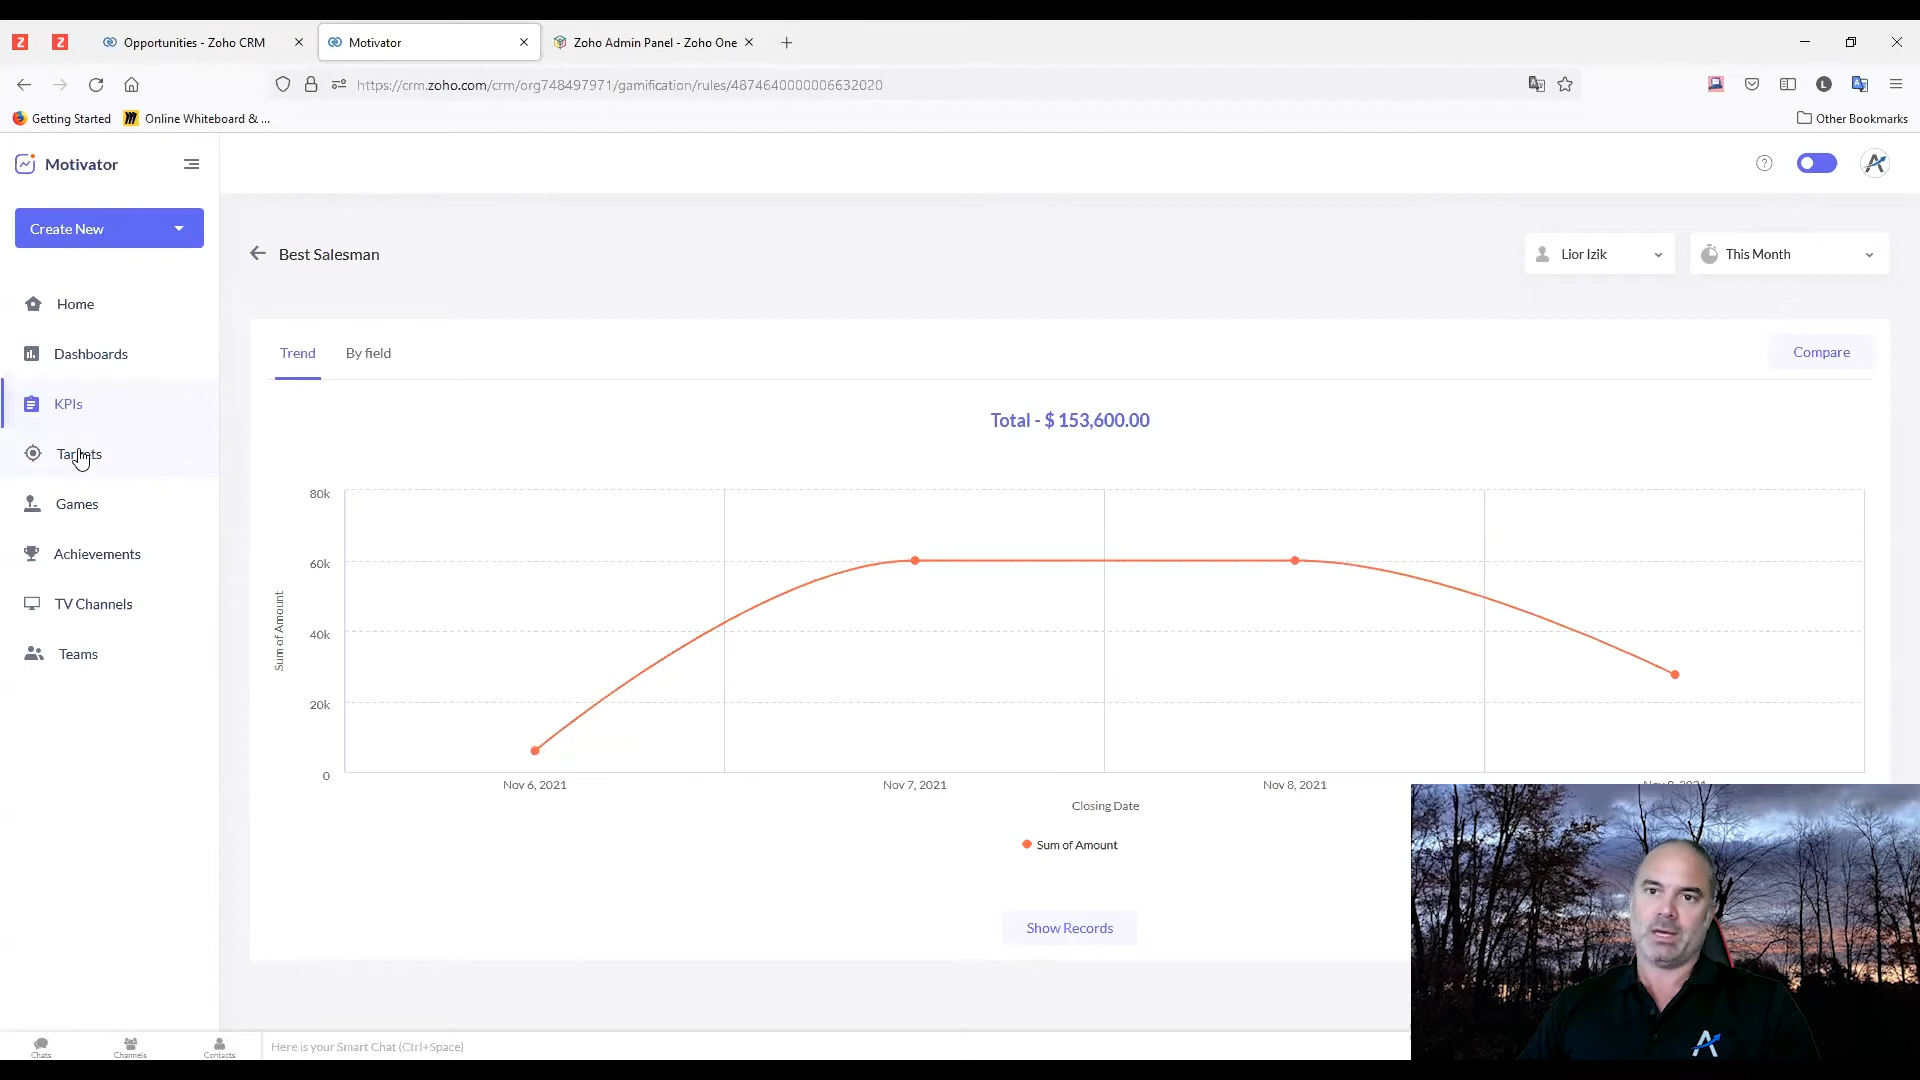 Opportunities - Zoho CRM
Motivator
Zoho Admin Panel - Zoho One
https://crm.zoho.com/crm/org748497971/gamification/rules/4874640000006632020
L
Getting Started
Online Whiteboard & ...
Other Bookmarks
Motivator
Create New
Best Salesman
Lior Izik
This Month
Home
Dashboards
KPIs
Targets
Games
Achievements
TV Channels
Teams
Trend
By field
Compare
Total - $ 153,600.00
80k
60k
40k
20k
0
Sum of Amount
Nov 6, 2021
Nov 7, 2021
Nov 8, 2021
Nov 9, 2021
Closing Date
Sum of Amount
Show Records
Chats
Channels
Contacts
Here is your Smart Chat (Ctrl+Space)